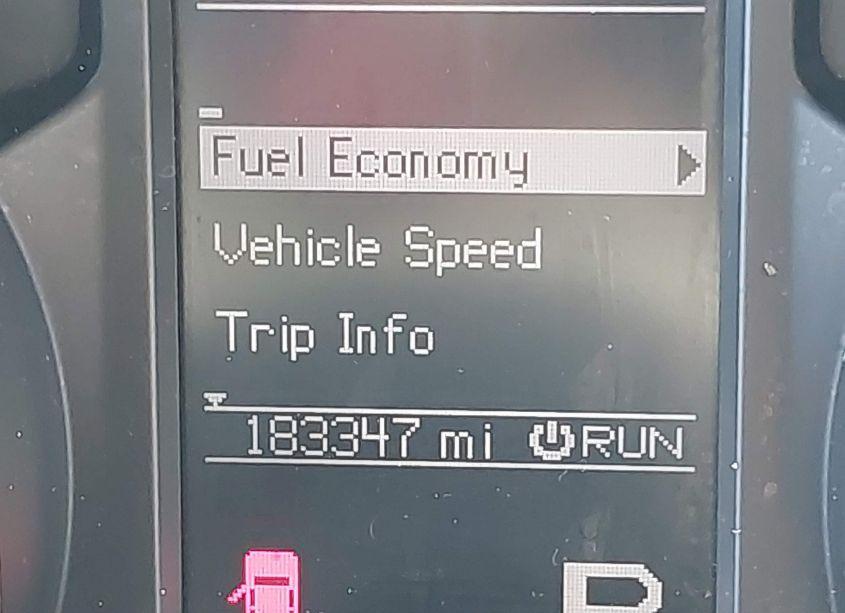 Fuel Economy
Vehicle Speed
Trip Info
183347 mi RUN
P